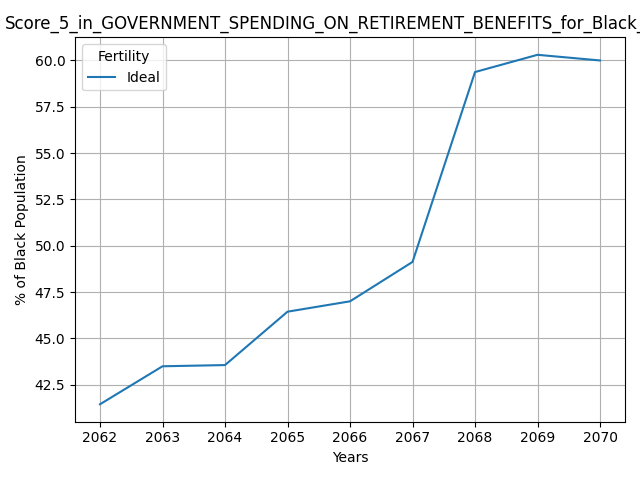 Score_5_in_GOVERNMENT_SPENDING_ON_RETIREMENT_BENEFITS_for_Black_
Fertility
Ideal
60.0
57.5
55.0
52.5
50.0
47.5
45.0
42.5
% of Black Population
2062 2063 2064 2065 2066 2067 2068 2069 2070
Years